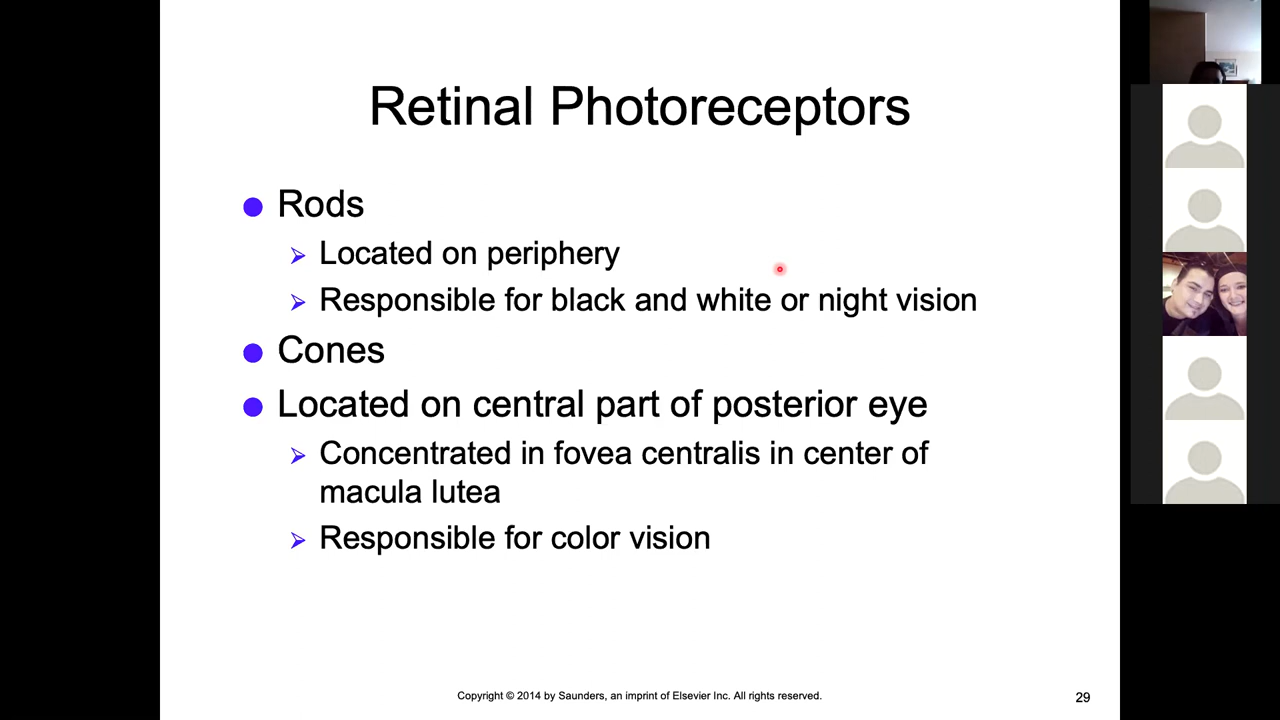 Retinal Photoreceptors
Rods
Located on periphery
Responsible for black and white or night vision
Cones
Located on central part of posterior eye
Concentrated in fovea centralis in center of
macula lutea
Responsible for color vision
Copyright © 2014 by Saunders, an imprint of Elsevier Inc. All rights reserved.
29